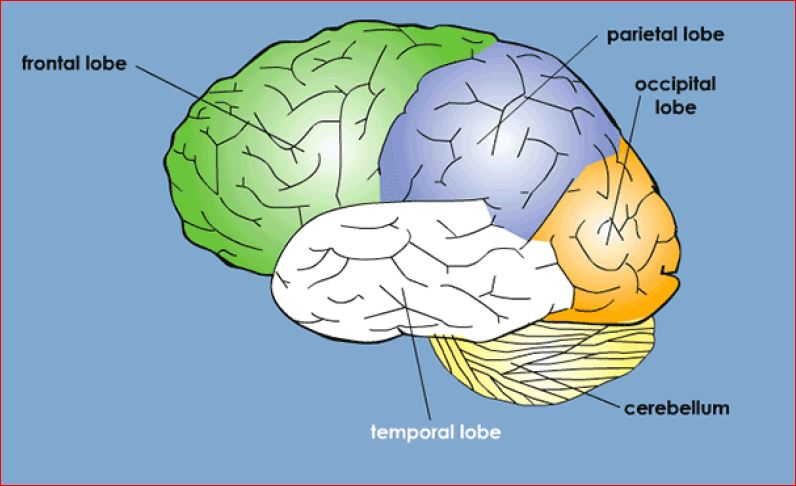 parietal lobe
frontal lobe
occipital
lobe
cerebellum
temporal lobe